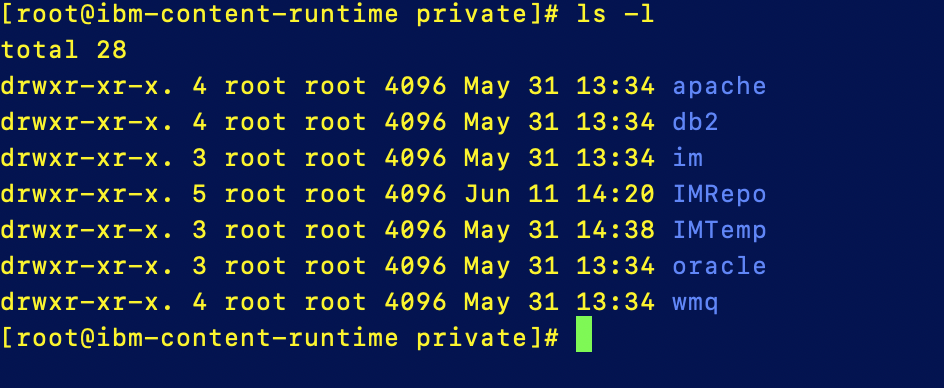 [root@ibm-content-runtime private]# ls -l
total 28
drwxr-xr-x. 4 root root 4096 May 31 13:34 apache
drwxr-xr-x. 4 root root 4096 May 31 13:34 db2
drwxr-xr-x. 3 root root 4096 May 31 13:34 im
drwxr-xr-x. 5 root root 4096 Jun 11 14:20 IMRepo
drwxr-xr-x. 3 root root 4096 May 31 14:38 IMTemp
drwxr-xr-x. 3 root root 4096 May 31 13:34 oracle
drwxr-xr-x. 4 root root 4096 May 31 13:34 wmq
[root@ibm-content-runtime private]#